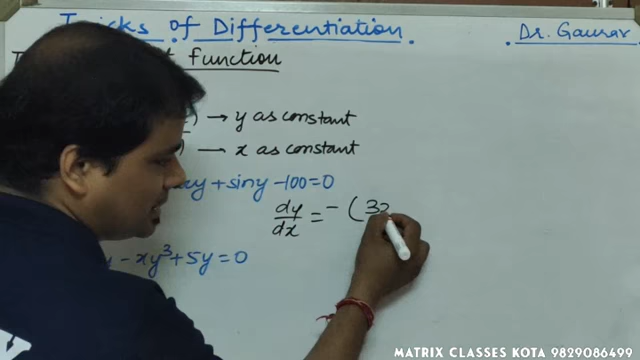 Tricks of Differentiation. Dr. Gaurav
function
) → y as constant
) — x as constant
xy + siny - 100 = 0
dy/dx = - (3
- xy³ + 5y = 0
MATRIX CLASSES KOTA 9829086499